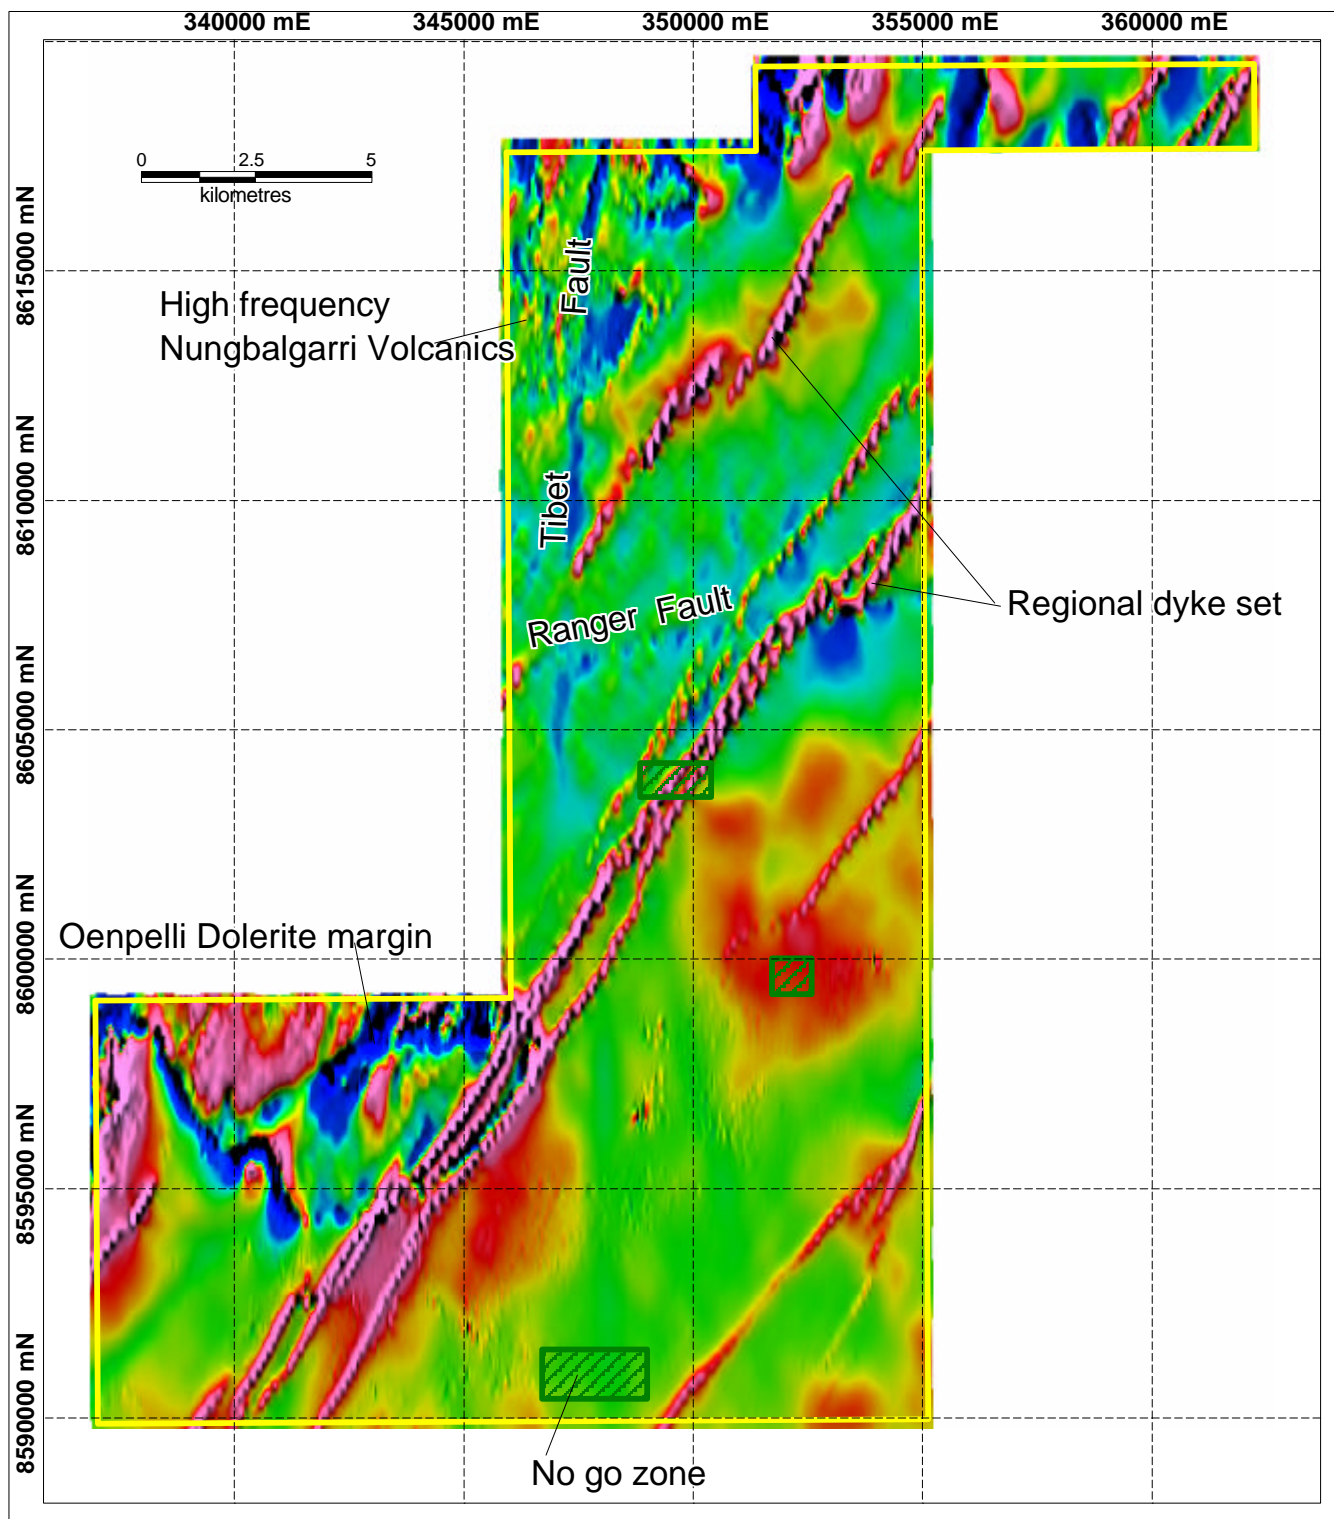 340000 mE
345000 mE
350000 mE
355000 mE
360000 mE
0
2.5
5
kilometres
8615000 mN
High frequency
Nungbalgarri Volcanics
Fault
8610000 mN
Tibet
Ranger Fault
Regional dyke set
8605000 mN
Oenpelli Dolerite margin
8600000 mN
8595000 mN
8590000 mN
No go zone